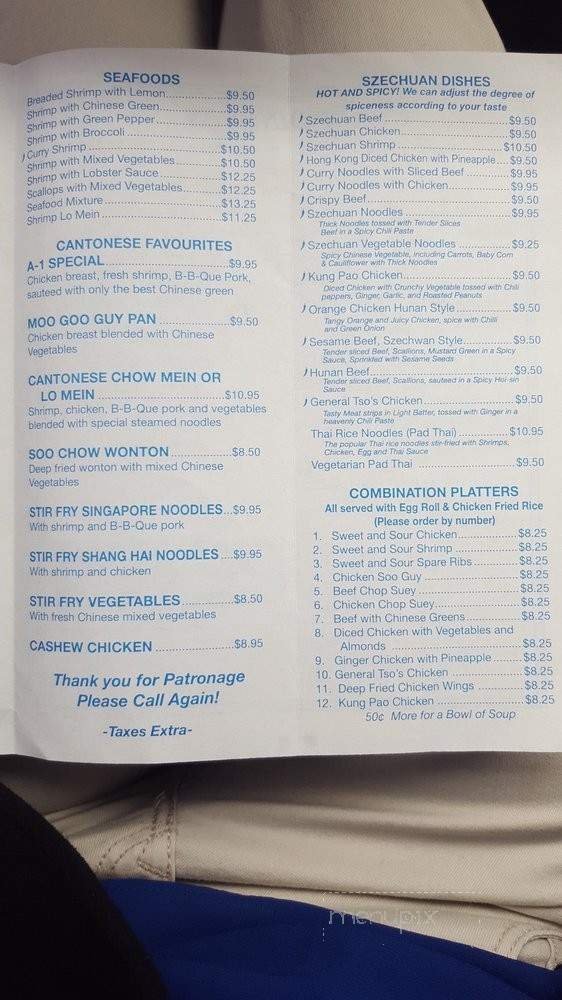 SEAFOODS
Breaded Shrimp with Lemon....................$9.50
Shrimp with Chinese Green....................$9.95
Shrimp with Green Pepper....................$9.95
Shrimp with Broccoli....................$9.95
Curry Shrimp....................$10.50
Shrimp with Mixed Vegetables....................$10.50
Shrimp with Lobster Sauce....................$12.25
Scallops with Mixed Vegetables....................$12.25
Seafood Mixture....................$13.25
Shrimp Lo Mein....................$11.25
CANTONESE FAVOURITES
A-1 SPECIAL....................$9.95
Chicken breast, fresh shrimp, B-B-Que Pork,
sauteed with only the best Chinese green
MOO GOO GUY PAN ....................$9.50
Chicken breast blended with Chinese
Vegetables
CANTONESE CHOW MEIN OR
LO MEIN ....................$10.95
Shrimp, chicken, B-B-Que pork and vegetables
blended with special steamed noodles
SOO CHOW WONTON....................$8.50
Deep fried wonton with mixed Chinese
Vegetables
STIR FRY SINGAPORE NOODLES...$9.95
With shrimp and B-B-Que pork
STIR FRY SHANG HAI NOODLES ....$9.95
With shrimp and chicken
STIR FRY VEGETABLES....................$8.50
With fresh Chinese mixed vegetables
CASHEW CHICKEN ....................$8.95
Thank you for Patronage
Please Call Again!
-Taxes Extra-
SZECHUAN DISHES
HOT AND SPICY! We can adjust the degree of
spiceness according to your taste
Szechuan Beef....................$9.50
Szechuan Chicken....................$9.50
Szechuan Shrimp....................$10.50
Hong Kong Diced Chicken with Pineapple....$9.50
Curry Noodles with Sliced Beef....................$9.95
Curry Noodles with Chicken....................$9.95
Crispy Beef....................$9.50
Szechuan Noodles....................$9.95
Thick Noodles tossed with Tender Slices
Beef in a Spicy Chili Paste
Szechuan Vegetable Noodles....................$9.25
Spicy Chinese Vegetable, including Carrots, Baby Corn
& Cauliflower with Thick Noodles
Kung Pao Chicken....................$9.50
Diced Chicken with Crunchy Vegetable tossed with Chili
peppers, Ginger, Garlic, and Roasted Peanuts
Orange Chicken Hunan Style....................$9.50
Tangy Orange and Juicy Chicken, spice with Chilli
and Green Onion
Sesame Beef, Szechwan Style....................$9.50
Tender sliced Beef, Scallions, Mustard Green in a Spicy
Sauce, Sprinkled with Sesame Seeds
Hunan Beef....................$9.50
Tender sliced Beef, Scallions, sauteed in a Spicy Hoi-sin
Sauce
General Tso's Chicken....................$9.50
Tasty Meat strips in Light Batter, tossed with Ginger in a
heavenly Chili Paste
Thai Rice Noodles (Pad Thai)....................$10.95
The popular Thai rice noodles stir-fried with Shrimps,
Chicken, Egg and Thai Sauce
Vegetarian Pad Thai ....................$9.50
COMBINATION PLATTERS
All served with Egg Roll & Chicken Fried Rice
(Please order by number)
1. Sweet and Sour Chicken....................$8.25
2. Sweet and Sour Shrimp....................$8.25
3. Sweet and Sour Spare Ribs....................$8.25
4. Chicken Soo Guy....................$8.25
5. Beef Chop Suey....................$8.25
6. Chicken Chop Suey....................$8.25
7. Beef with Chinese Greens....................$8.25
8. Diced Chicken with Vegetables and
Almonds ....................$8.25
9. Ginger Chicken with Pineapple....................$8.25
10. General Tso's Chicken....................$8.25
11. Deep Fried Chicken Wings....................$8.25
12. Kung Pao Chicken....................$8.25
50¢ More for a Bowl of Soup
menupix